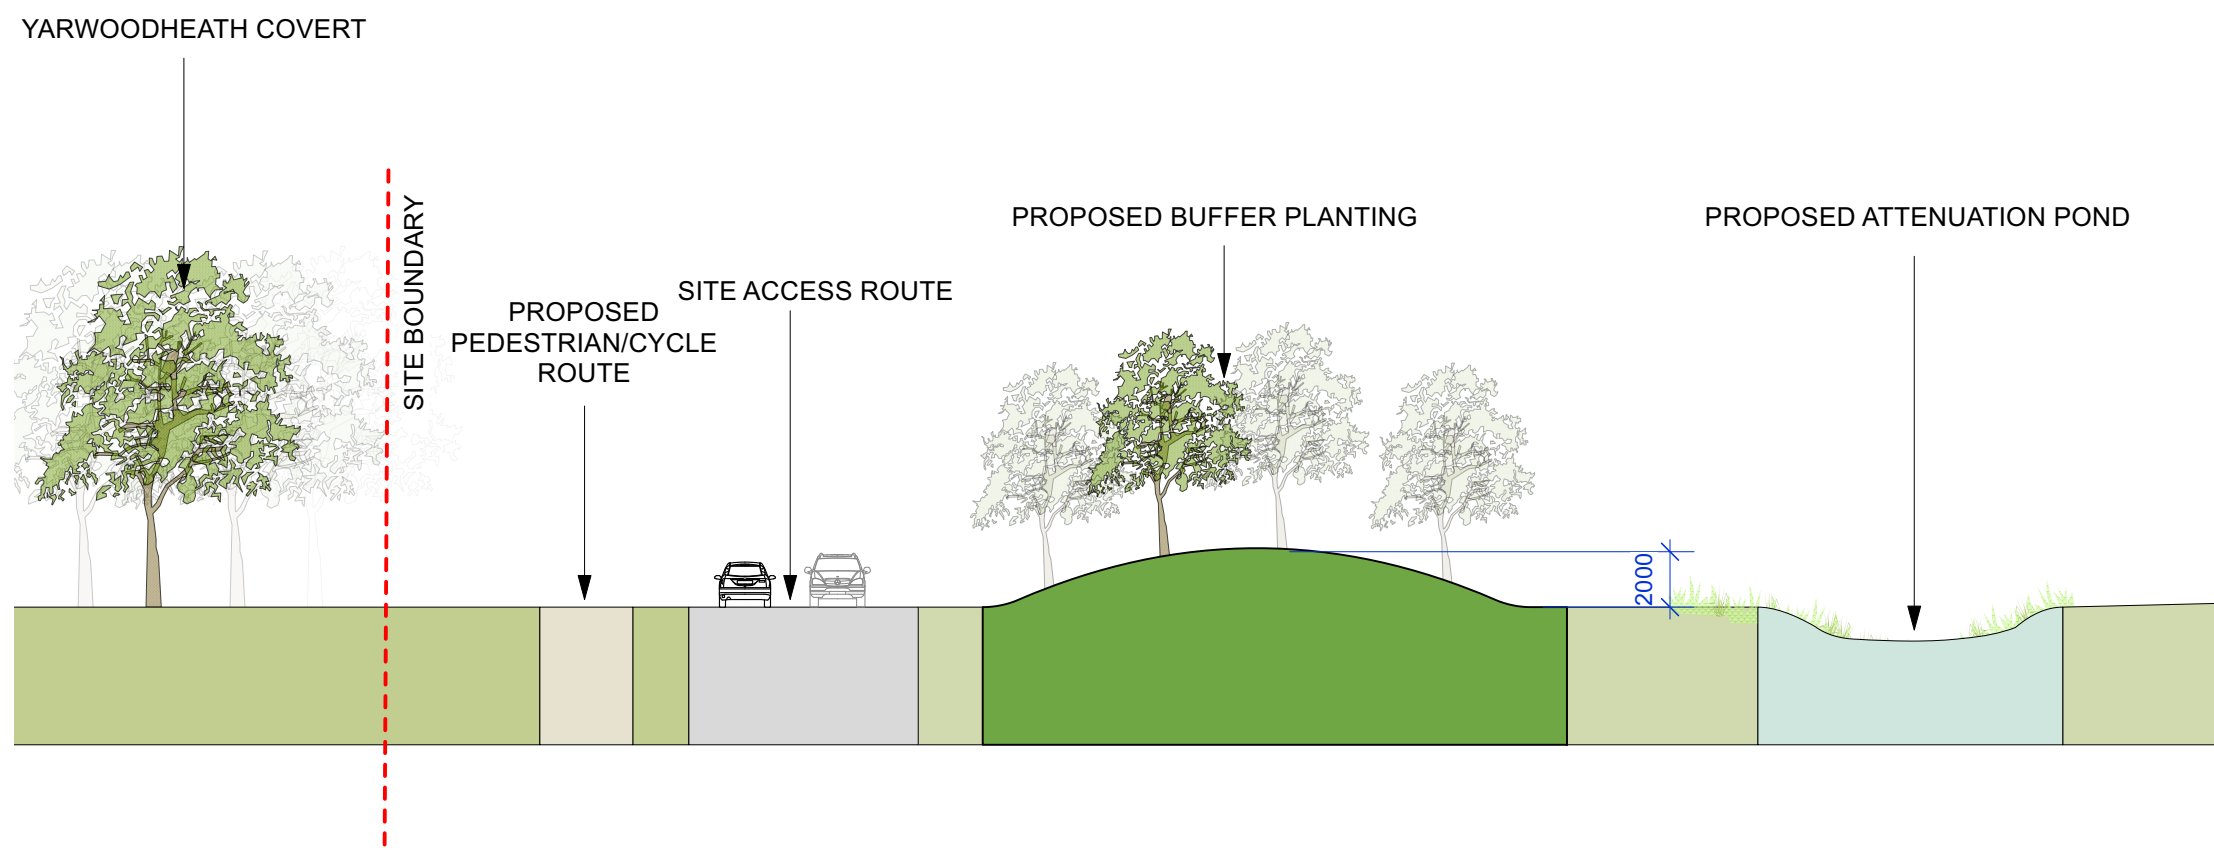 YARWOODHEATH COVERT
SITE BOUNDARY
PROPOSED
PEDESTRIAN/CYCLE
ROUTE
SITE ACCESS ROUTE
PROPOSED BUFFER PLANTING
2000
PROPOSED ATTENUATION POND